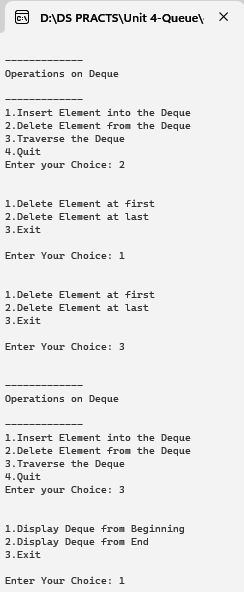 D:\DS PRACTS\Unit 4-Queue\
-------------
Operations on Deque
-------------
1.Insert Element into the Deque
2.Delete Element from the Deque
3.Traverse the Deque
4.Quit
Enter your Choice: 2
1.Delete Element at first
2.Delete Element at last
3.Exit
Enter Your Choice: 1
1.Delete Element at first
2.Delete Element at last
3.Exit
Enter Your Choice: 3
-------------
Operations on Deque
-------------
1.Insert Element into the Deque
2.Delete Element from the Deque
3.Traverse the Deque
4.Quit
Enter your Choice: 3
1.Display Deque from Beginning
2.Display Deque from End
3.Exit
Enter Your Choice: 1